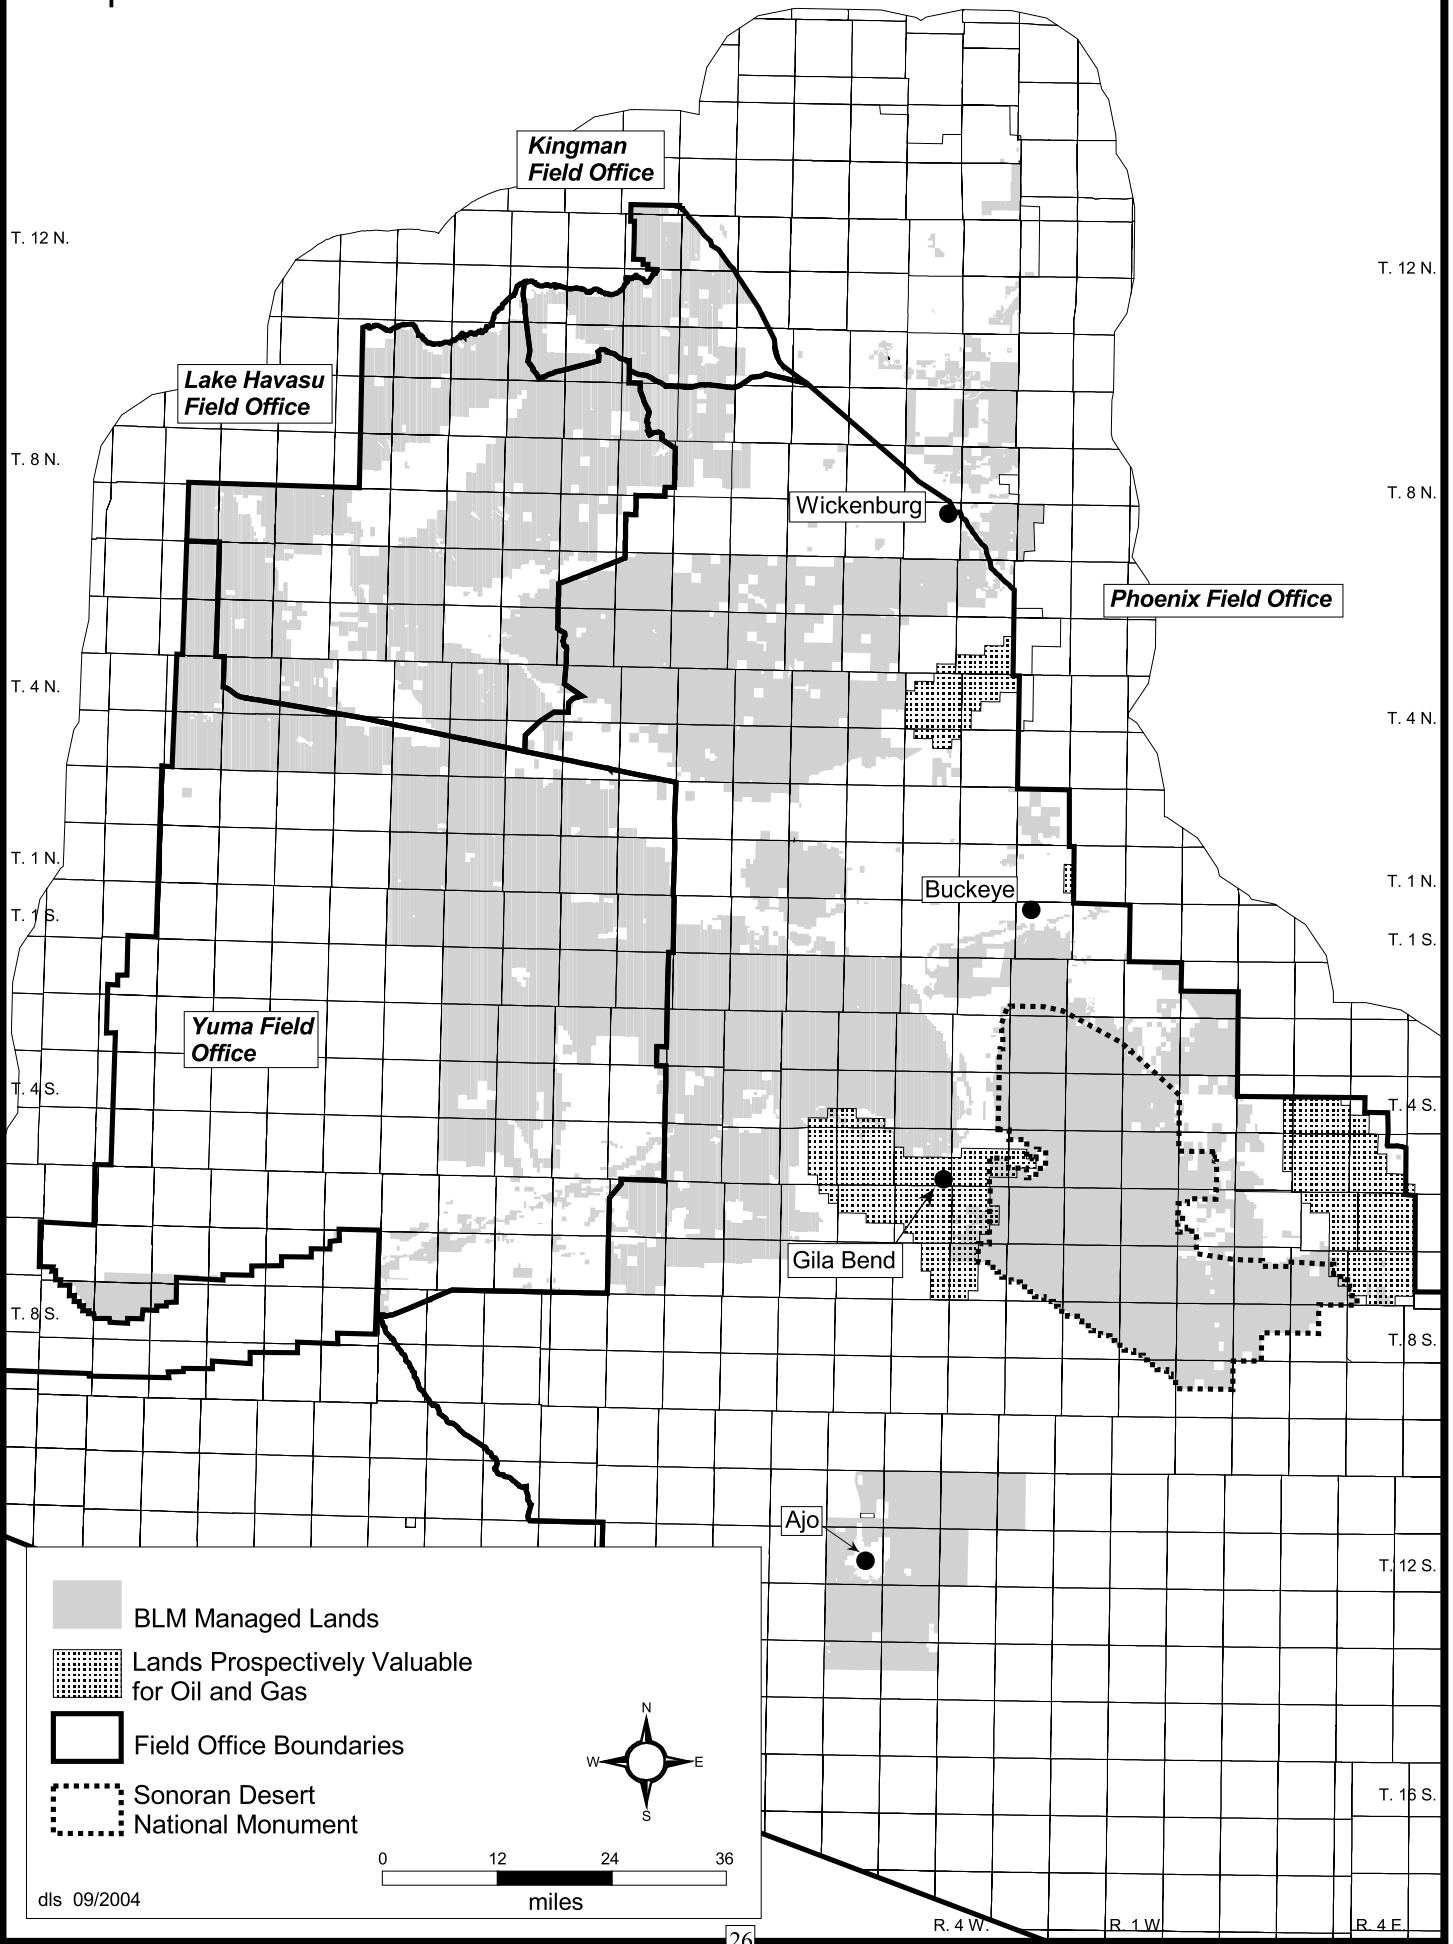 Kingman
Field Office
T. 12 N.
T. 12 N.
Lake Havasu
Field Office
T. 8 N.
T. 8 N.
Wickenburg
Phoenix Field Office
T. 4 N.
T. 4 N.
T. 1 N.
T. 1 N.
Buckeye
T. 1 S.
T. 1 S.
Yuma Field
Office
T. 4 S.
T. 4 S.
Gila Bend
T. 8 S.
T. 8 S.
Ajo
T. 12 S.
BLM Managed Lands
Lands Prospectively Valuable
for Oil and Gas
Field Office Boundaries
Sonoran Desert
National Monument
N
W
E
S
T. 16 S.
0 12 24 36
miles
dls 09/2004
R. 4 W.
R. 1 W
R. 4 E.
26